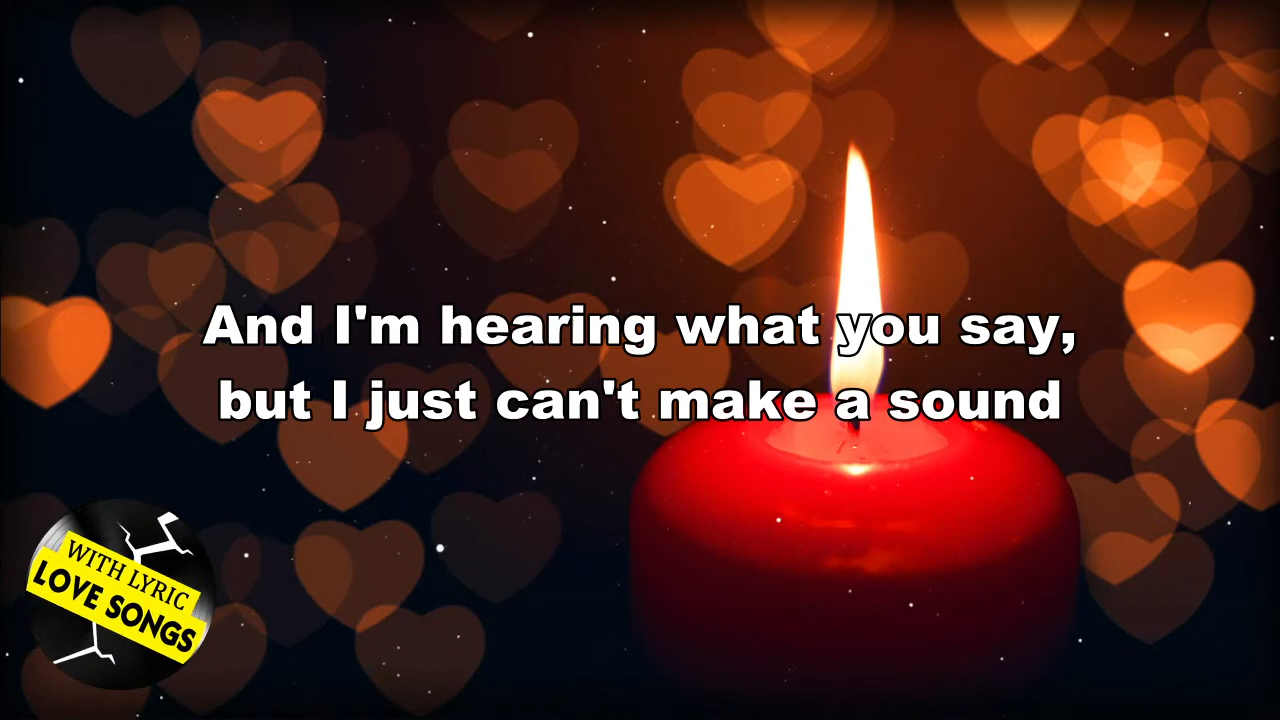 And I'm hearing what you say,
but I just can't make a sound
WITH LYRIC
LOVE SONGS